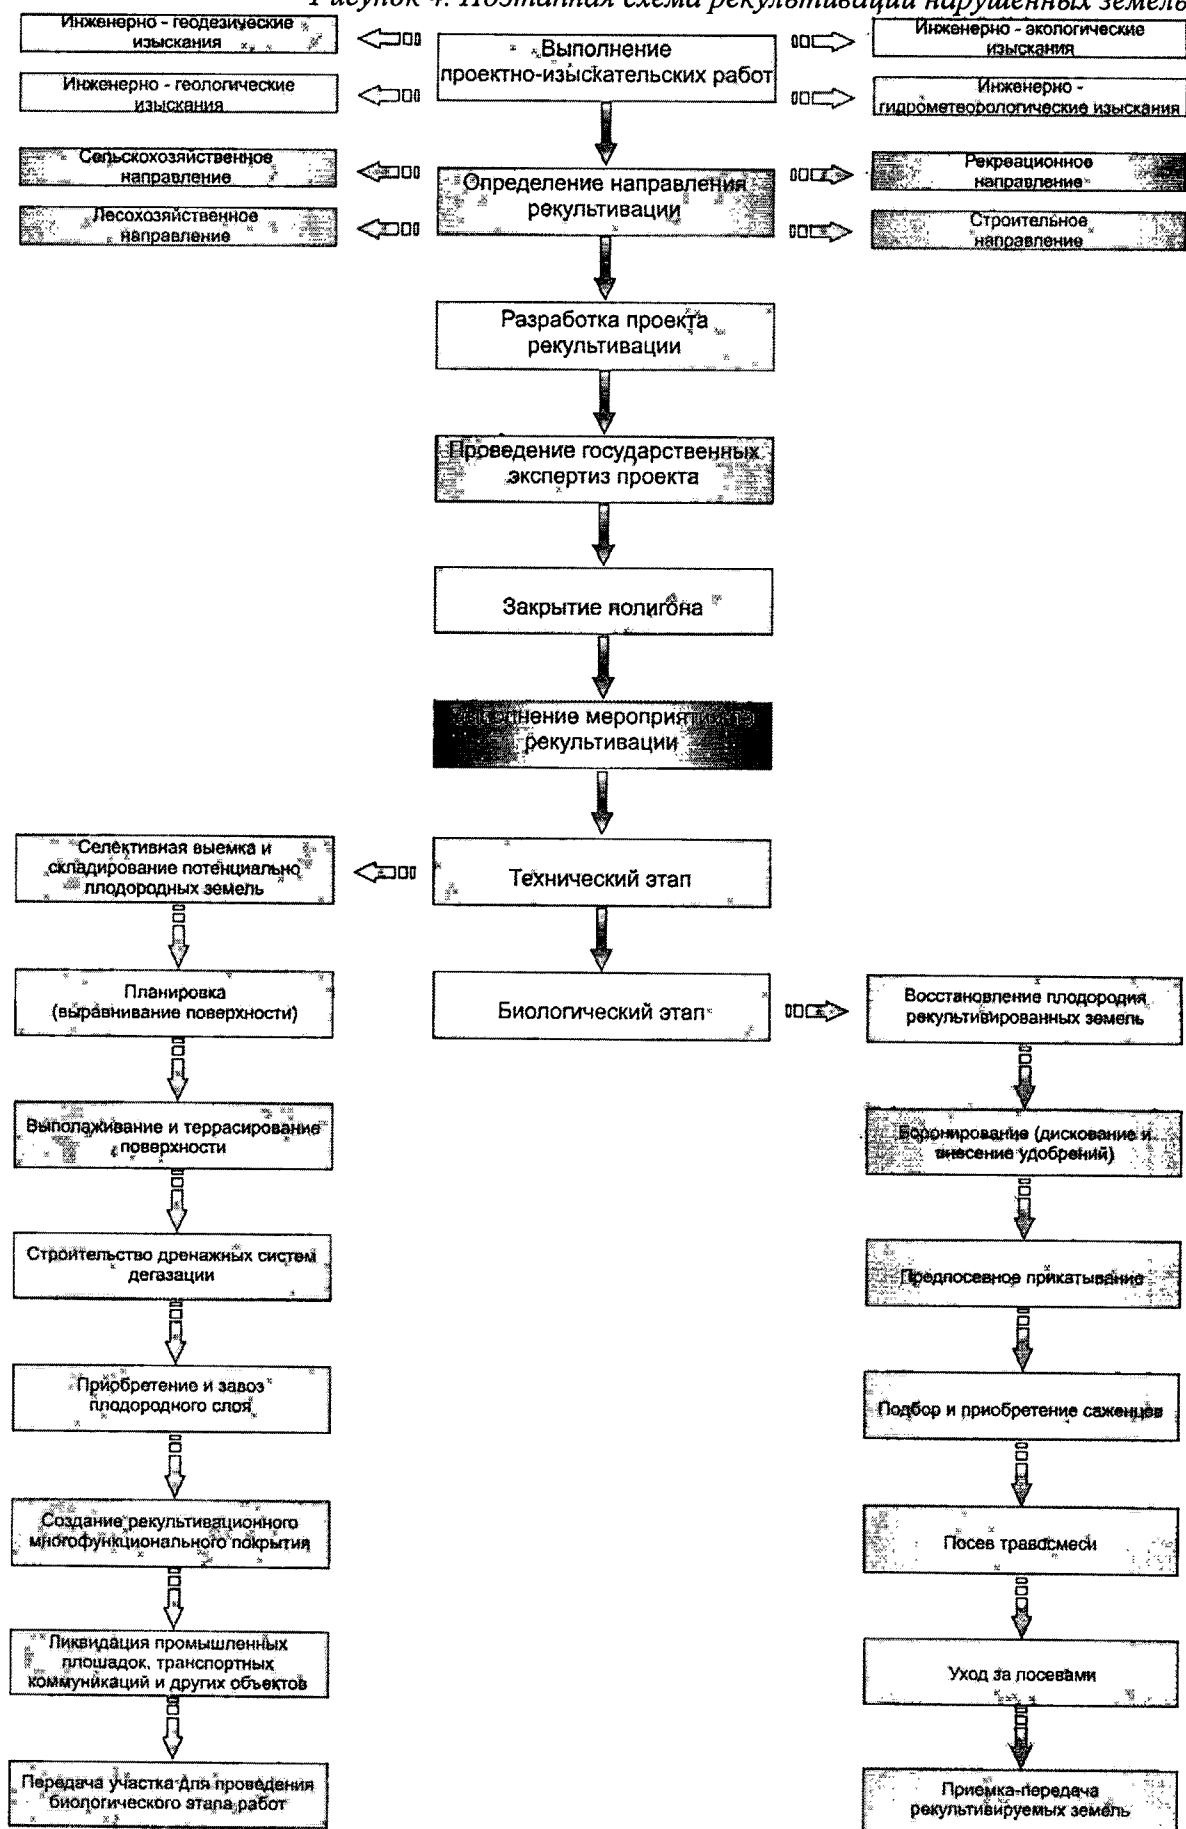 Рисунок 4. Поэтапная схема рекультивации нарушенных земель
Инженерно - геодезические
изыскания
Выполнение
проектно-изыскательских работ
Инженерно - экологические
изыскания
Инженерно - геологические
изыскания
Инженерно -
гидрометеорологические изыскания
Сельскохозяйственное
направление
Определение направления
рекультивации
Рекреационное
направление
Лесохозяйственное
направление
Строительное
направление
Разработка проекта
рекультивации
Проведение государственных
экспертиз проекта
Закрытие полигона
Выполнение мероприятий по
рекультивации
Селективная выемка и
складирование потенциально
плодородных земель
Технический этап
Планировка
(выравнивание поверхности)
Биологический этап
Восстановление плодородия
рекультивированных земель
Выполаживание и террасирование
поверхности
Боронирование (дискование и
внесение удобрений)
Строительство дренажных систем
дегазации
Предпосевное прикатывание
Приобретение и завоз
плодородного слоя
Подбор и приобретение саженцев
Создание рекультивационного
многофункционального покрытия
Посев травосмеси
Ликвидация промышленных
площадок, транспортных
коммуникаций и других объектов
Уход за посевами
Передача участка для проведения
биологического этапа работ
Приемка-передача
рекультивируемых земель